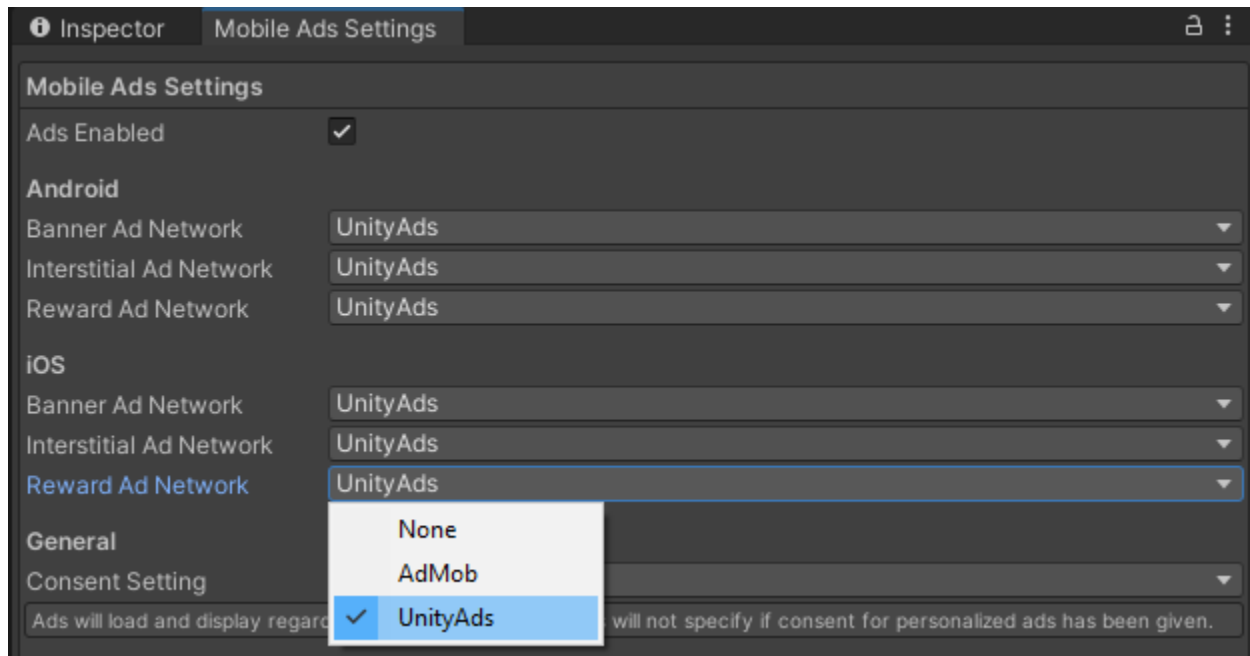 Inspector Mobile Ads Settings
Mobile Ads Settings
Ads Enabled
Android
Banner Ad Network UnityAds
Interstitial Ad Network UnityAds
Reward Ad Network UnityAds
iOS
Banner Ad Network UnityAds
Interstitial Ad Network UnityAds
Reward Ad Network UnityAds
None
General
AdMob
Consent Setting
UnityAds
Ads will load and display will not specify if consent for personalized ads has been given.